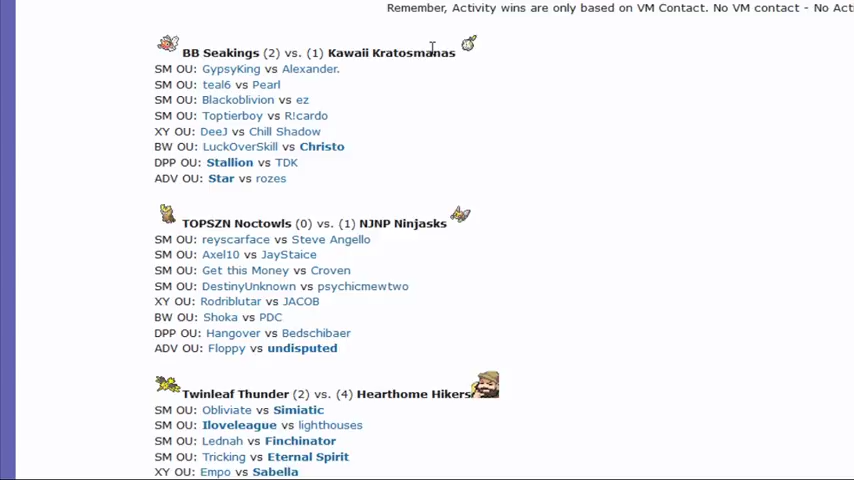 Remember, Activity wins are only based on VM Contact. No VM contact - No Acti
BB Seakings (2) vs. (1) Kawaii Kratosmanas
SM OU: GypsyKing vs Alexander.
SM OU: teal6 vs Pearl
SM OU: Blackoblivion vs ez
SM OU: Toptierboy vs R!cardo
XY OU: DeeJ vs Chill Shadow
BW OU: LuckOverSkill vs Christo
DPP OU: Stallion vs TDK
ADV OU: Star vs rozes
TOPSZN Noctowls (0) vs. (1) NJNP Ninjasks
SM OU: reyscarface vs Steve Angello
SM OU: Axel10 vs JayStaice
SM OU: Get this Money vs Croven
SM OU: DestinyUnknown vs psychicmewtwo
XY OU: Rodriblutar vs JACOB
BW OU: Shoka vs PDC
DPP OU: Hangover vs Bedschibaer
ADV OU: Floppy vs undisputed
Twinleaf Thunder (2) vs. (4) Hearthome Hikers
SM OU: Obliviate vs Simiatic
SM OU: Iloveleague vs lighthouses
SM OU: Lednah vs Finchinator
SM OU: Tricking vs Eternal Spirit
XY OU: Empo vs Sabella